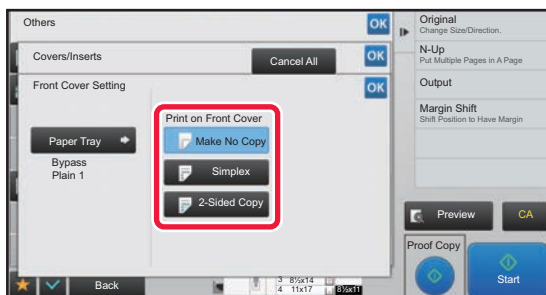 Others
OK
Covers/Inserts
Cancel All
OK
Front Cover Setting
OK
Print on Front Cover
Paper Tray
Make No Copy
Bypass
Plain 1
Simplex
2-Sided Copy
Back
3 8½x14
4 11x17
8½x11
Original
Change Size/Direction.
N-Up
Put Multiple Pages in A Page
Output
Margin Shift
Shift Position to Have Margin
Preview
CA
Proof Copy
Start